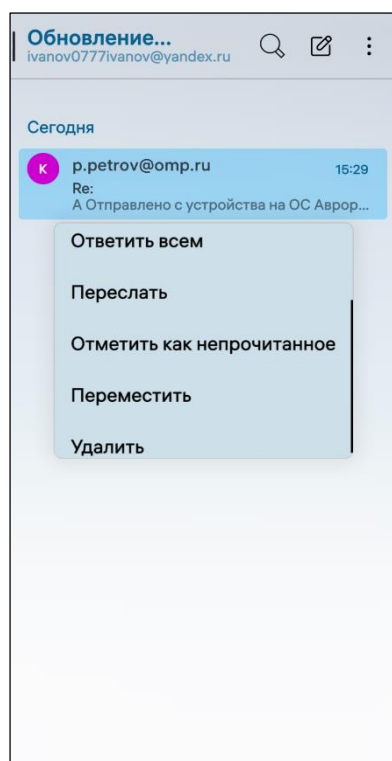 Обновление...
ivanov0777ivanov@yandex.ru
Сегодня
К
p.petrov@omp.ru 15:29
Re:
А Отправлено с устройства на ОС Аврор...
Ответить всем
Переслать
Отметить как непрочитанное
Переместить
Удалить